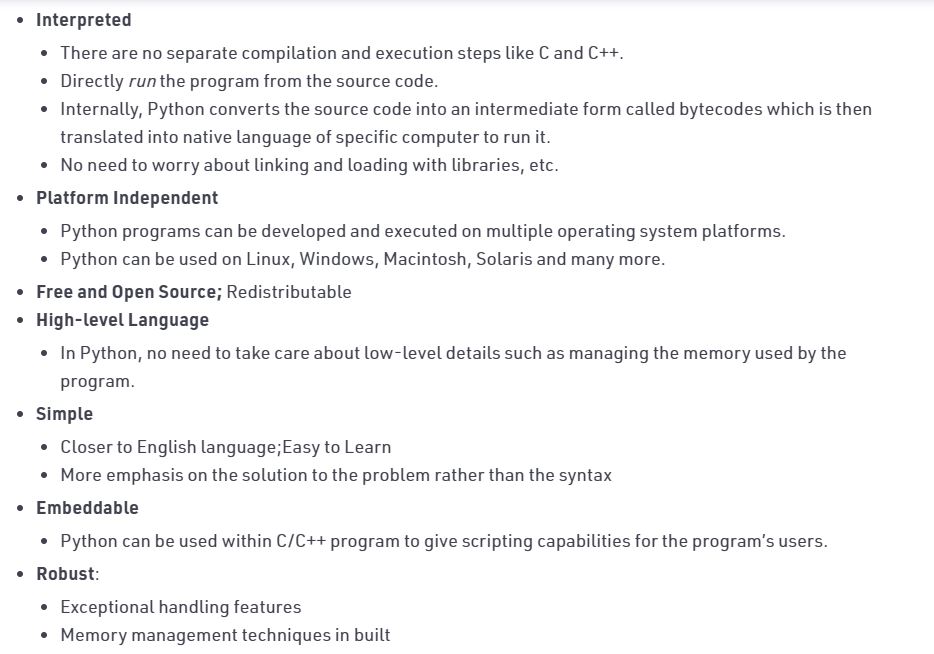 Interpreted
There are no separate compilation and execution steps like C and C++.
Directly run the program from the source code.
Internally, Python converts the source code into an intermediate form called bytecodes which is then
translated into native language of specific computer to run it.
No need to worry about linking and loading with libraries, etc.
Platform Independent
Python programs can be developed and executed on multiple operating system platforms.
Python can be used on Linux, Windows, Macintosh, Solaris and many more.
Free and Open Source; Redistributable
High-level Language
In Python, no need to take care about low-level details such as managing the memory used by the
program.
Simple
Closer to English language;Easy to Learn
More emphasis on the solution to the problem rather than the syntax
Embeddable
Python can be used within C/C++ program to give scripting capabilities for the program's users.
Robust:
Exceptional handling features
Memory management techniques in built